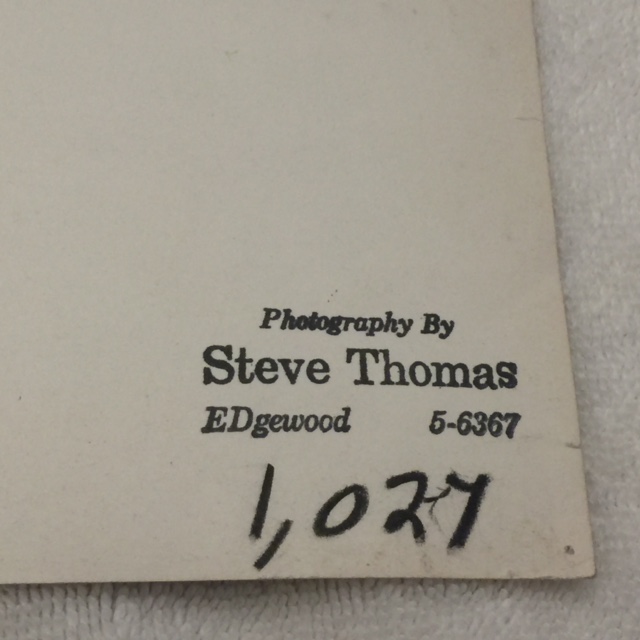 Photography By
Steve Thomas
EDgewood 5-6367
1,027